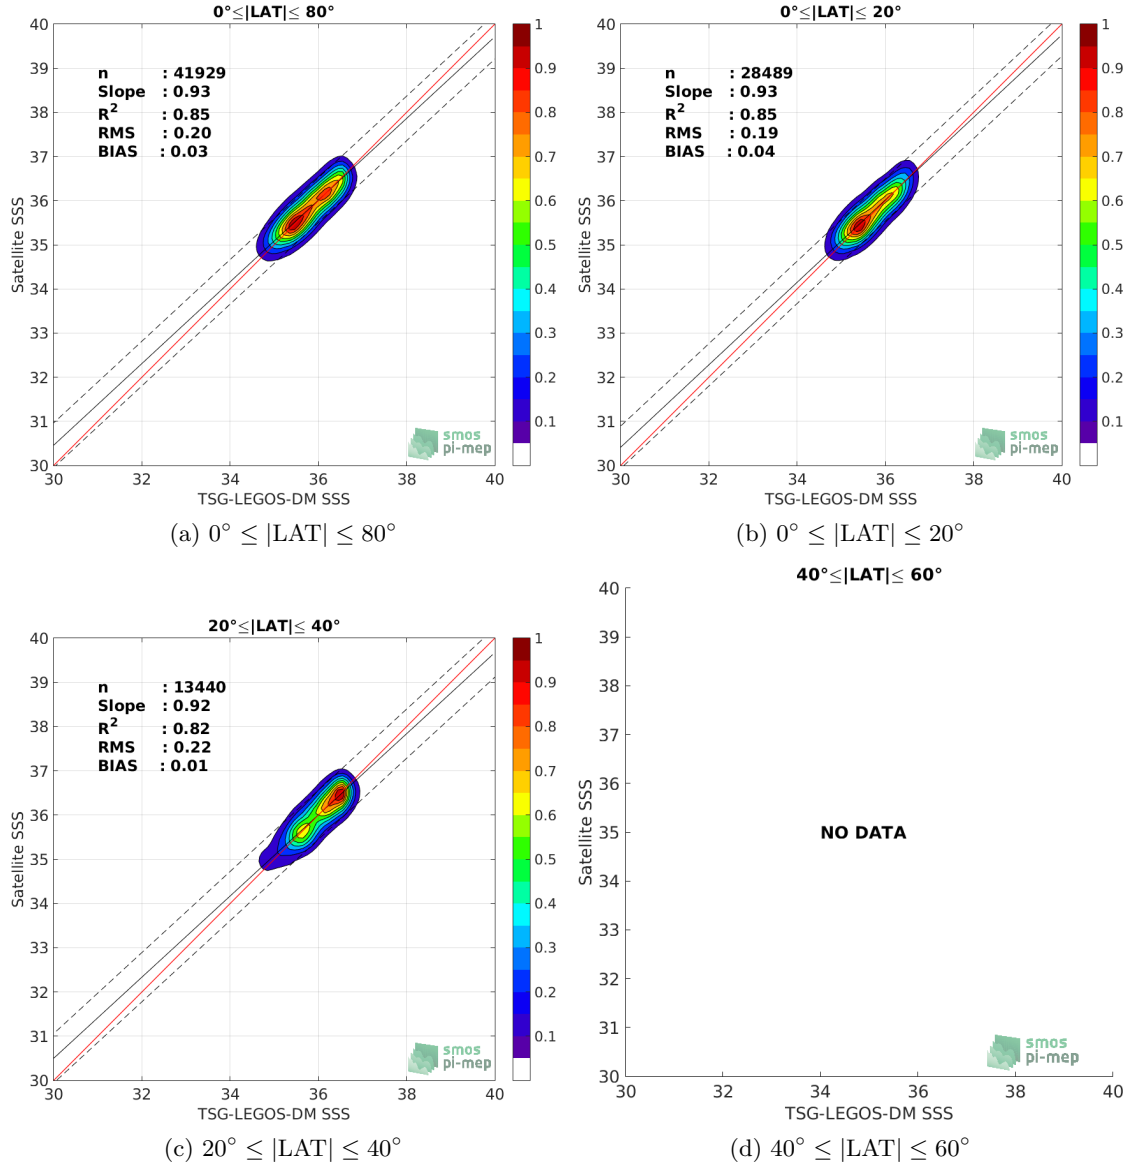 0°≤|LAT|≤ 80°
40
39
38
37
36
35
34
33
32
31
30
n : 41929
Slope : 0.93
R2 : 0.85
RMS : 0.20
BIAS : 0.03
Satellite SSS
30 32 34 36 38 40
TSG-LEGOS-DM SSS
smos
pi-mep
1
0.9
0.8
0.7
0.6
0.5
0.4
0.3
0.2
0.1
(a) 0° ≤ |LAT| ≤ 80°
0°≤|LAT|≤ 20°
40
39
38
37
36
35
34
33
32
31
30
n : 28489
Slope : 0.93
R2 : 0.85
RMS : 0.19
BIAS : 0.04
Satellite SSS
30 32 34 36 38 40
TSG-LEGOS-DM SSS
smos
pi-mep
1
0.9
0.8
0.7
0.6
0.5
0.4
0.3
0.2
0.1
(b) 0° ≤ |LAT| ≤ 20°
20°≤|LAT|≤ 40°
40
39
38
37
36
35
34
33
32
31
30
n : 13440
Slope : 0.92
R2 : 0.82
RMS : 0.22
BIAS : 0.01
Satellite SSS
30 32 34 36 38 40
TSG-LEGOS-DM SSS
smos
pi-mep
1
0.9
0.8
0.7
0.6
0.5
0.4
0.3
0.2
0.1
(c) 20° ≤ |LAT| ≤ 40°
40°≤|LAT|≤ 60°
40
39
38
37
36
35
34
33
32
31
30
NO DATA
Satellite SSS
30 32 34 36 38 40
TSG-LEGOS-DM SSS
smos
pi-mep
(d) 40° ≤ |LAT| ≤ 60°